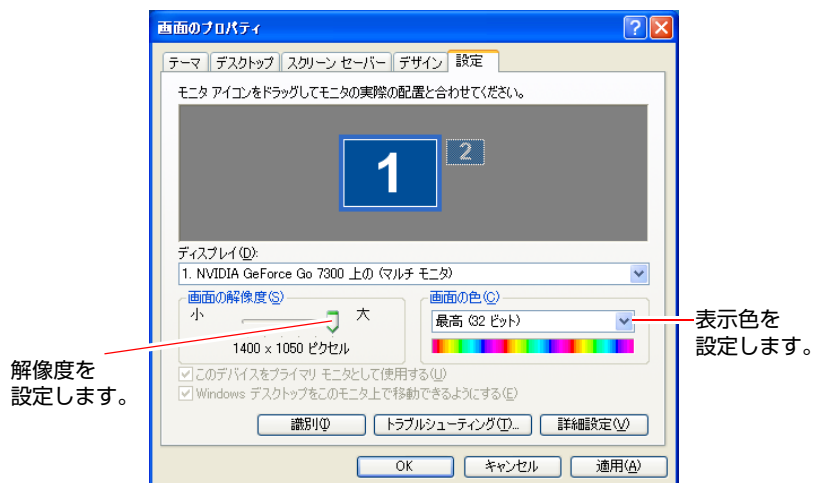 画面のプロパティ
テーマ デスクトップ スクリーン セーバー デザイン 設定
モニタ アイコンをドラッグしてモニタの実際の配置と合わせてください。
1
2
ディスプレイ(D):
1. NVIDIA GeForce Go 7300 上の (マルチ モニタ)
画面の解像度(S)
小 大
1400 x 1050 ピクセル
画面の色(C)
最高 (32 ビット)
このデバイスをプライマリ モニタとして使用する(U)
Windows デスクトップをこのモニタ上で移動できるようにする(E)
識別(I) トラブルシューティング(T)... 詳細設定(V)
OK キャンセル 適用(A)
解像度を
設定します。
表示色を
設定します。